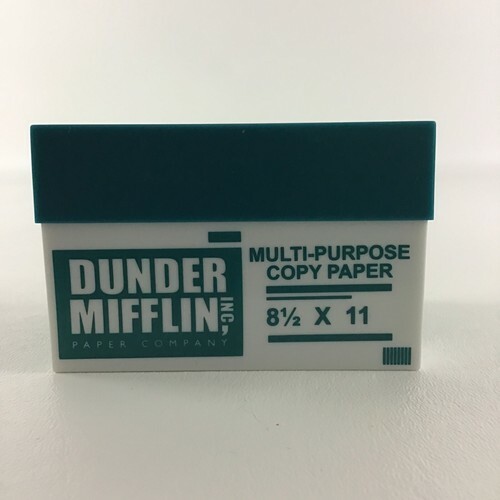 DUNDER
MIFFLIN INC,
PAPER COMPANY
MULTI-PURPOSE
COPY PAPER
8½ X 11